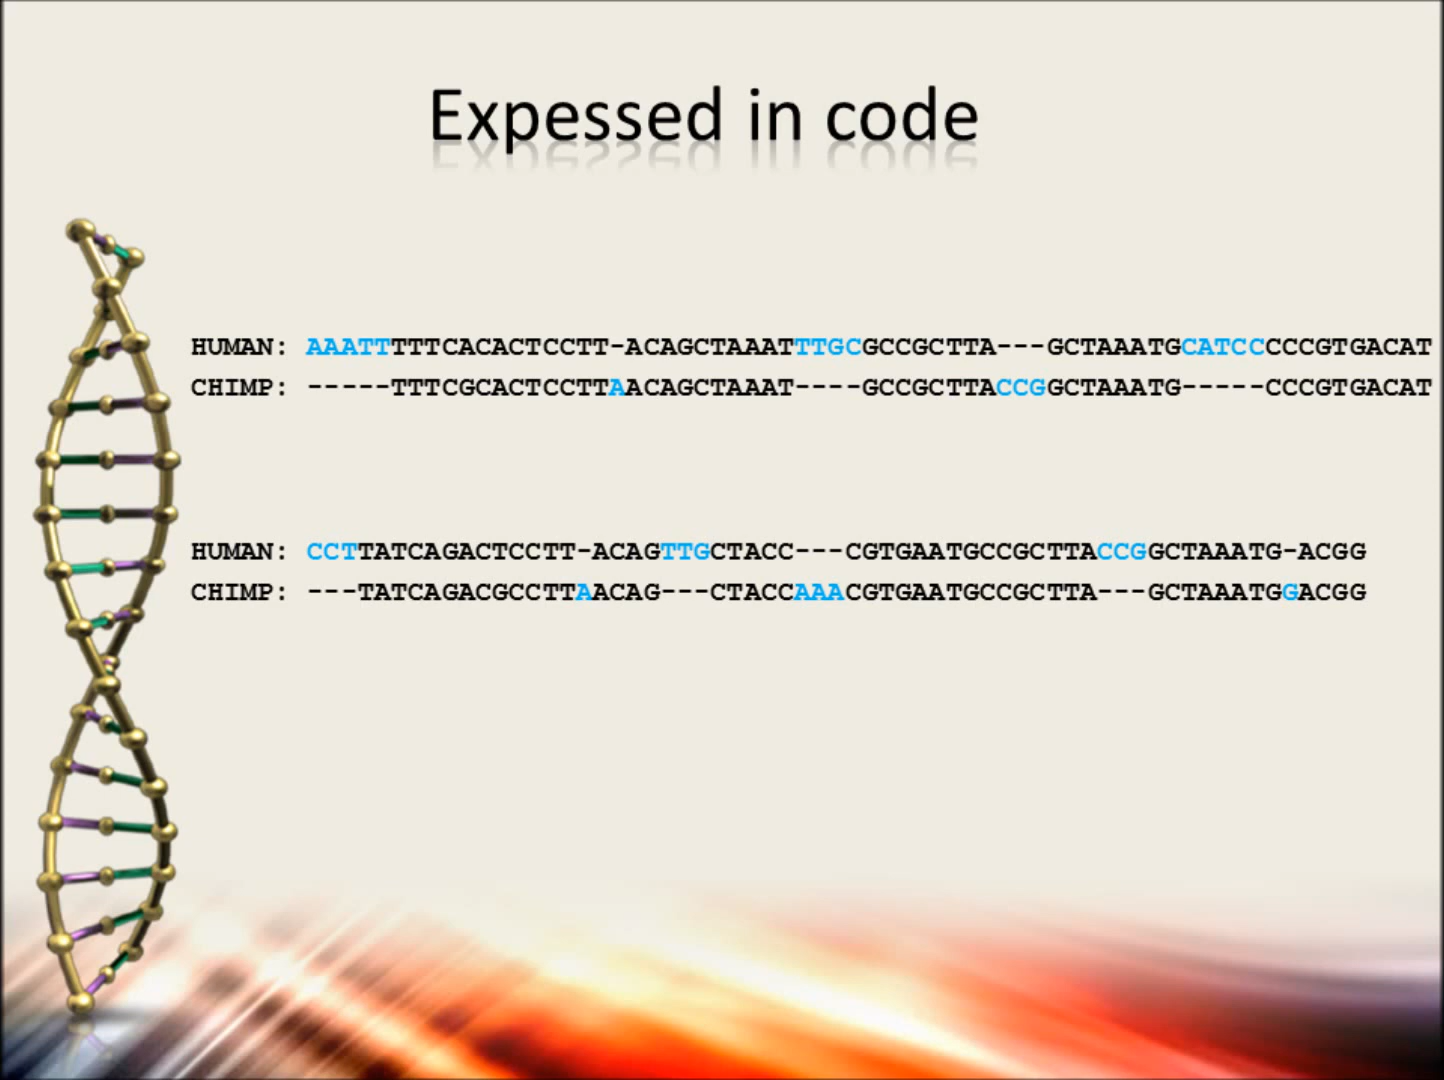 Expessed in code
HUMAN: AAATTTTTCACACTCCTT-ACAGCTAAATTTGCGCCGCTTA---GCTAAATGCATCCCCCGTGACAT
CHIMP: -----TTTCGCACTCCTTAACAGCTAAAT----GCCGCTTACCGGCTAAATG-----CCCGTGACAT
HUMAN: CCTTATCAGACTCCTT-ACAGTTGCTACC---CGTGAATGCCGCTTACCGGCTAAATG-ACGG
CHIMP: ---TATCAGACGCCTTAACAG---CTACCAAACGTGAATGCCGCTTA---GCTAAATGGACGG